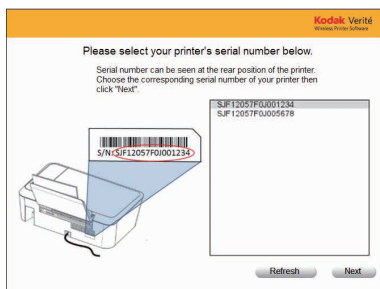 Kodak Verité
Wireless Printer Software
Please select your printer's serial number below.
Serial number can be seen at the rear position of the printer.
Choose the corresponding serial number of your printer then
click "Next".
SJF12057F0J001234
SJF12057F0J005678
S/N:SJF12057F0J001234
Refresh
Next